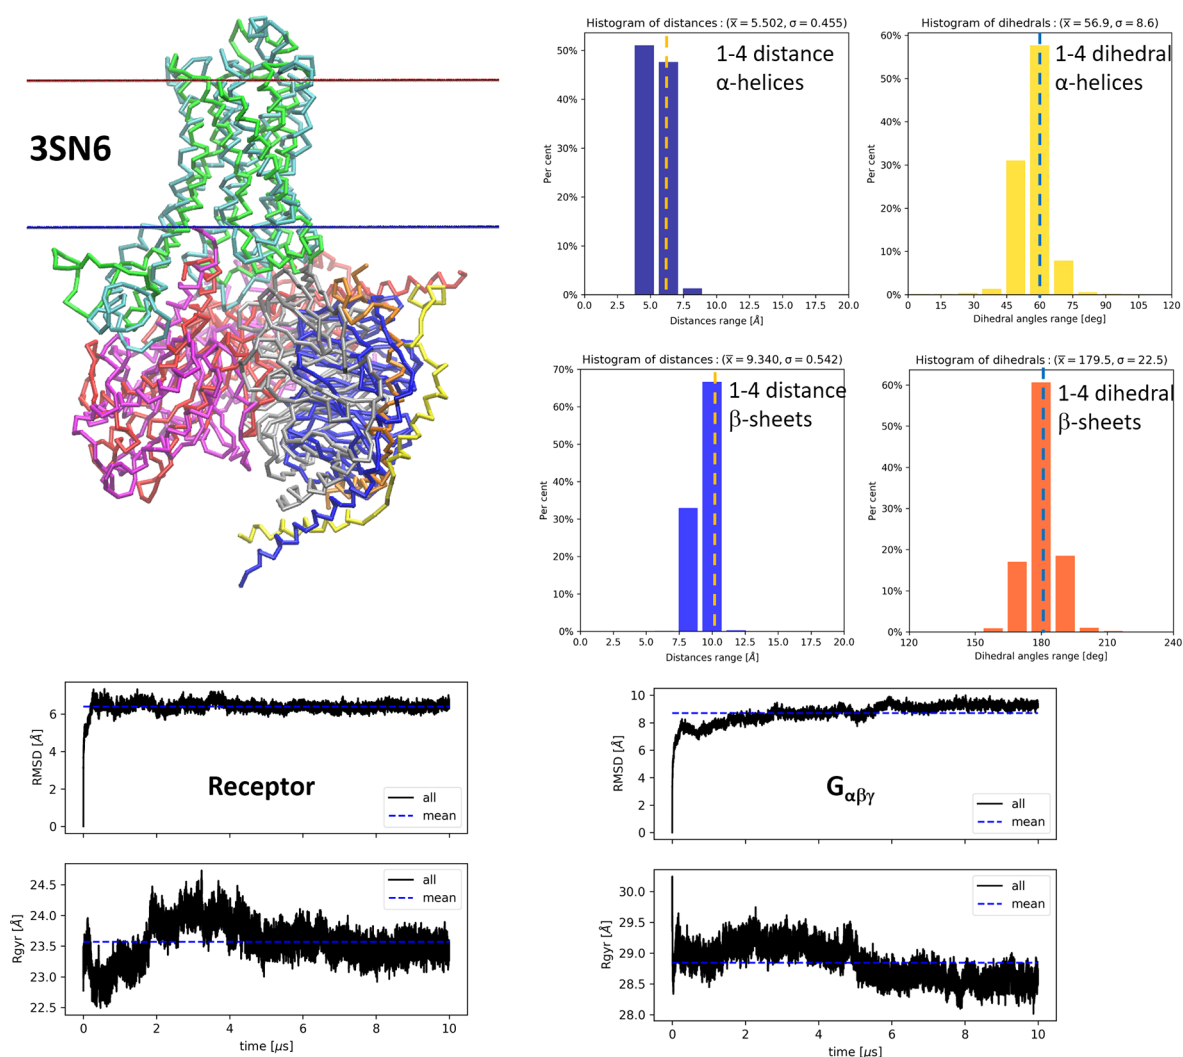 3SN6
Histogram of distances : (x̅ = 5.502, σ = 0.455)
1-4 distance
α-helices
Per cent
50%
40%
30%
20%
10%
0%
0.0 2.5 5.0 7.5 10.0 12.5 15.0 17.5 20.0
Distances range [Å]
Histogram of dihedrals : (x̅ = 56.9, σ = 8.6)
1-4 dihedral
α-helices
Per cent
60%
50%
40%
30%
20%
10%
0%
0 15 30 45 60 75 90 105 120
Dihedral angles range [deg]
Histogram of distances : (x̅ = 9.340, σ = 0.542)
1-4 distance
β-sheets
Per cent
70%
60%
50%
40%
30%
20%
10%
0%
0.0 2.5 5.0 7.5 10.0 12.5 15.0 17.5 20.0
Distances range [Å]
Histogram of dihedrals : (x̅ = 179.5, σ = 22.5)
1-4 dihedral
β-sheets
Per cent
60%
50%
40%
30%
20%
10%
0%
120 150 180 210 240
Dihedral angles range [deg]
RMSD [Å]
6
4
2
0
Receptor
all
mean
Rgyr [Å]
24.5
24.0
23.5
23.0
22.5
all
mean
0 2 4 6 8 10
time [μs]
RMSD [Å]
10
8
6
4
2
0
Gαβγ
all
mean
Rgyr [Å]
30.0
29.5
29.0
28.5
28.0
all
mean
0 2 4 6 8 10
time [μs]